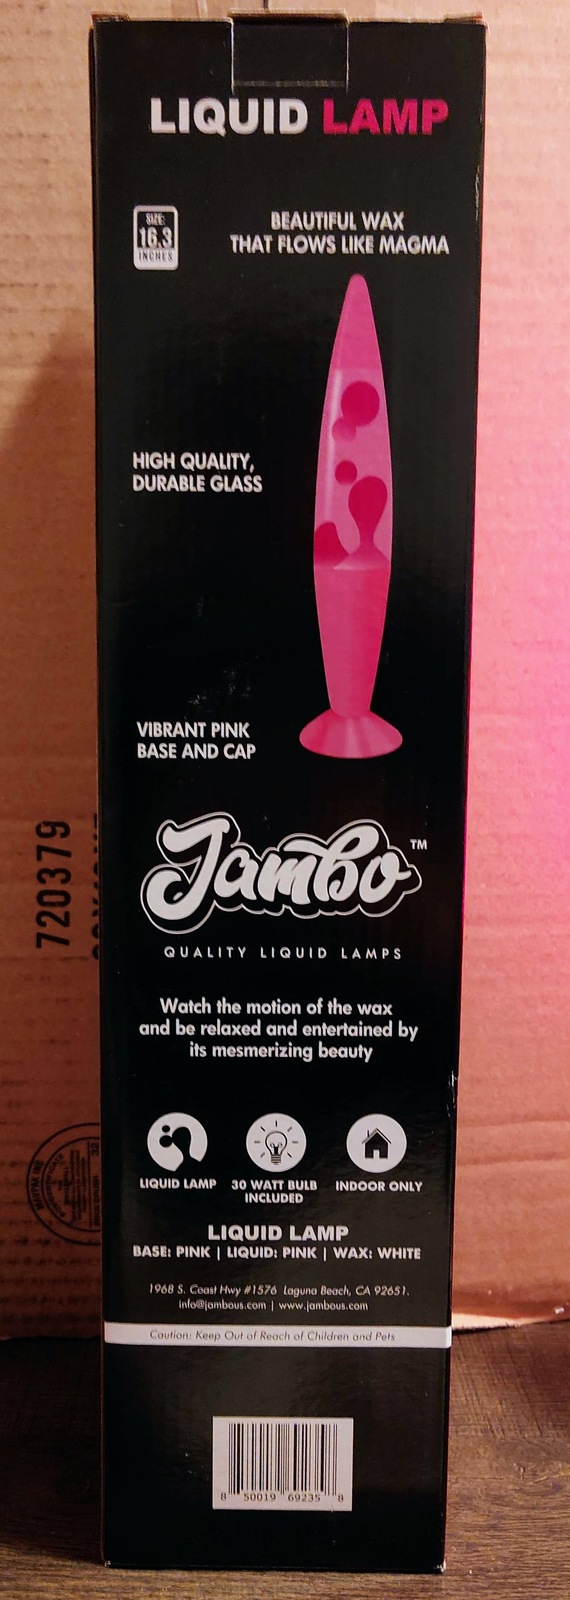 LIQUID LAMP
SIZE:
16.3
INCHES
BEAUTIFUL WAX
THAT FLOWS LIKE MAGMA
HIGH QUALITY,
DURABLE GLASS
VIBRANT PINK
BASE AND CAP
720379
Jambo™
QUALITY LIQUID LAMPS
Watch the motion of the wax
and be relaxed and entertained by
its mesmerizing beauty
LIQUID LAMP
30 WATT BULB
INCLUDED
INDOOR ONLY
LIQUID LAMP
BASE: PINK | LIQUID: PINK | WAX: WHITE
1968 S. Coast Hwy #1576 Laguna Beach, CA 92651.
info@jambous.com | www.jambous.com
Caution: Keep Out of Reach of Children and Pets
8 50019 69235 8